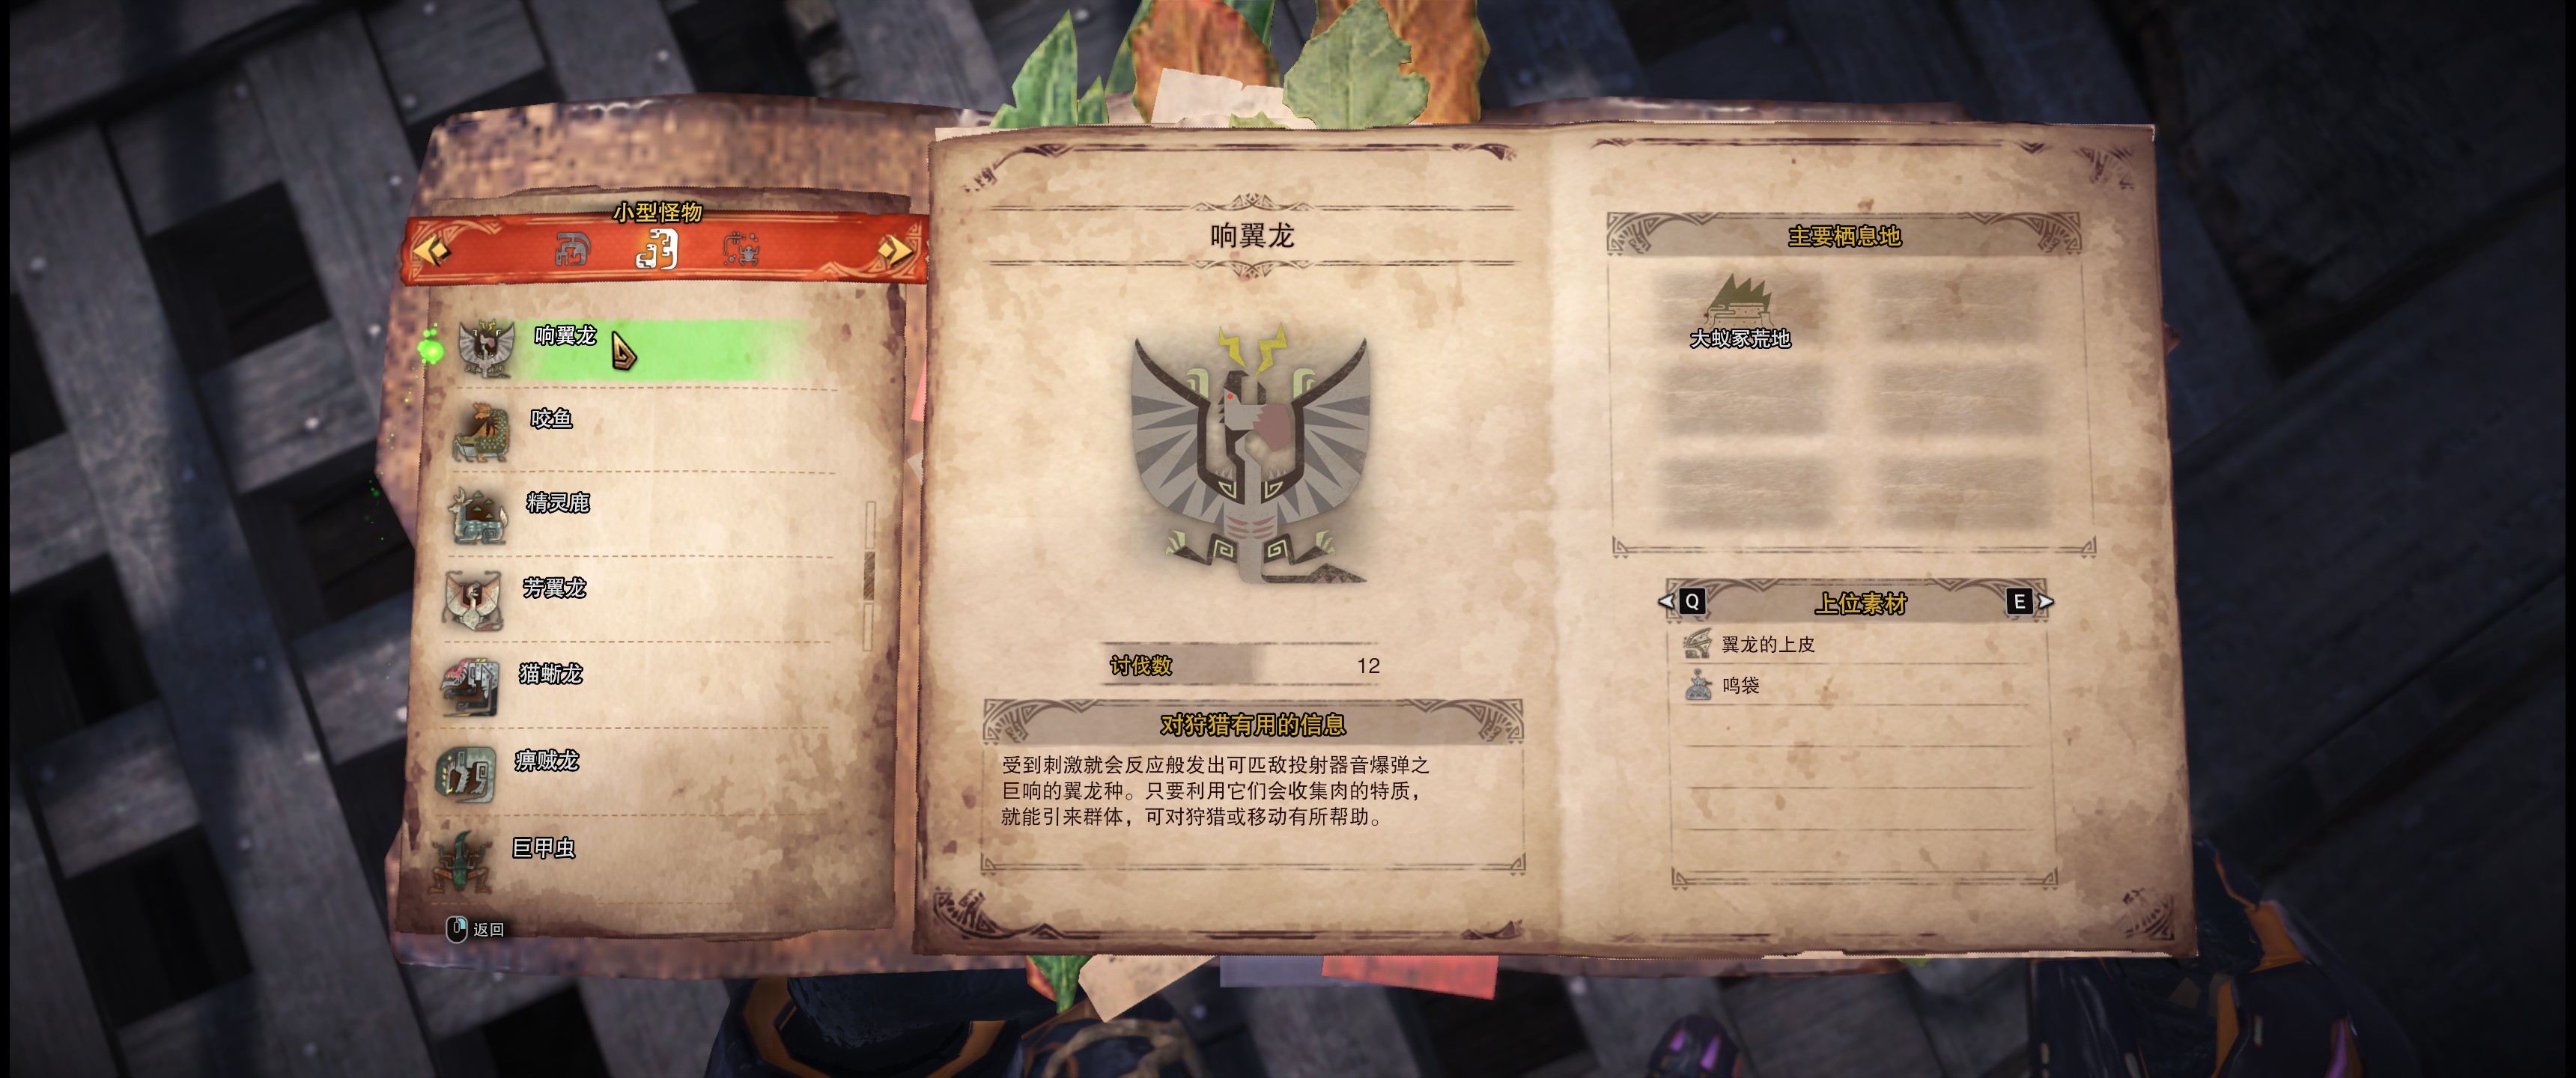 小型怪物
响翼龙
咬鱼
精灵鹿
芳翼龙
猫蜥龙
痹贼龙
巨甲虫
返回
响翼龙
讨伐数 12
对狩猎有用的信息
受到刺激就会反应般发出可匹敌投射器音爆弹之
巨响的翼龙种。只要利用它们会收集肉的特质，
就能引来群体，可对狩猎或移动有所帮助。
主要栖息地
大蚁冢荒地
Q 上位素材 E
翼龙的上皮
鸣袋